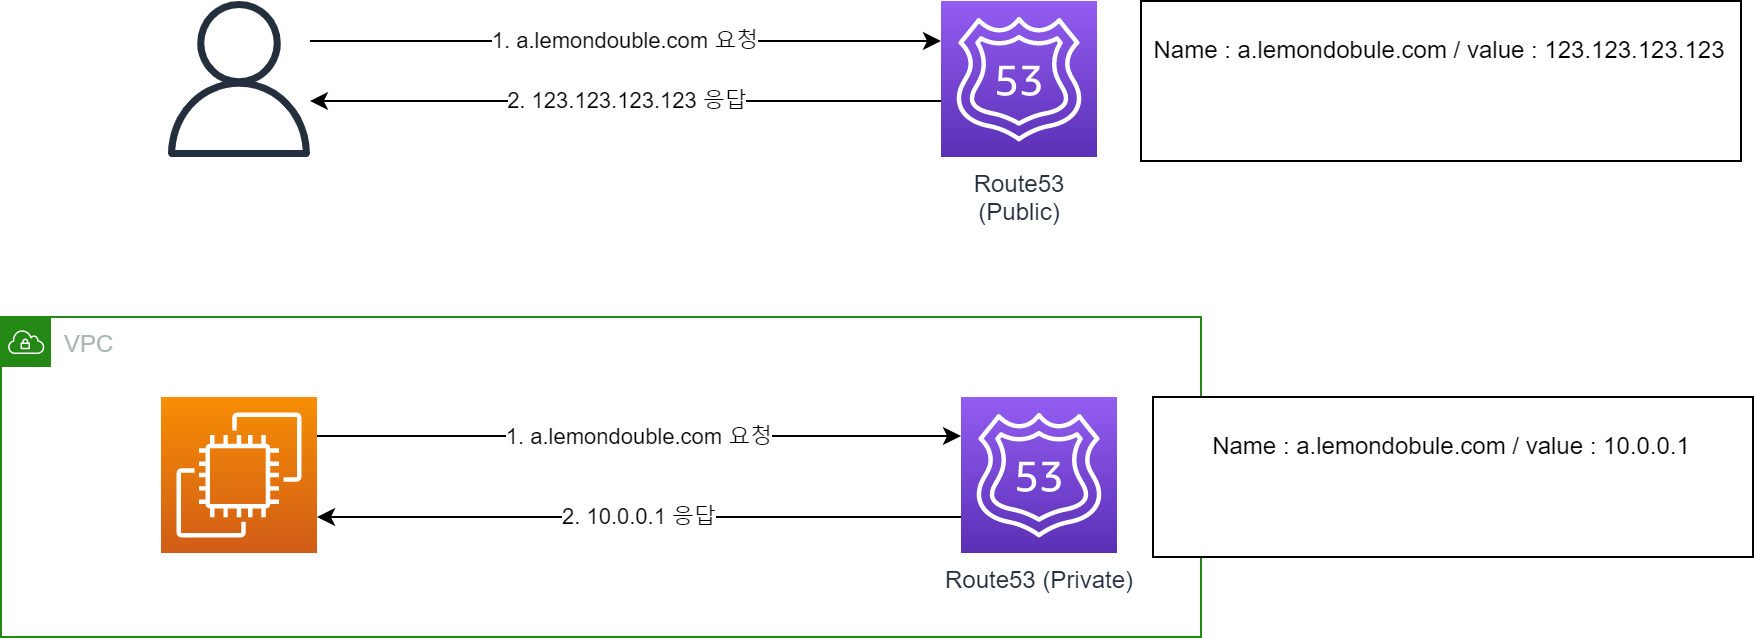 1. a.lemondouble.com 요청
2. 123.123.123.123 응답
53
Route53
(Public)
Name : a.lemondobule.com / value : 123.123.123.123
VPC
1. a.lemondouble.com 요청
2. 10.0.0.1 응답
53
Route53 (Private)
Name : a.lemondobule.com / value : 10.0.0.1